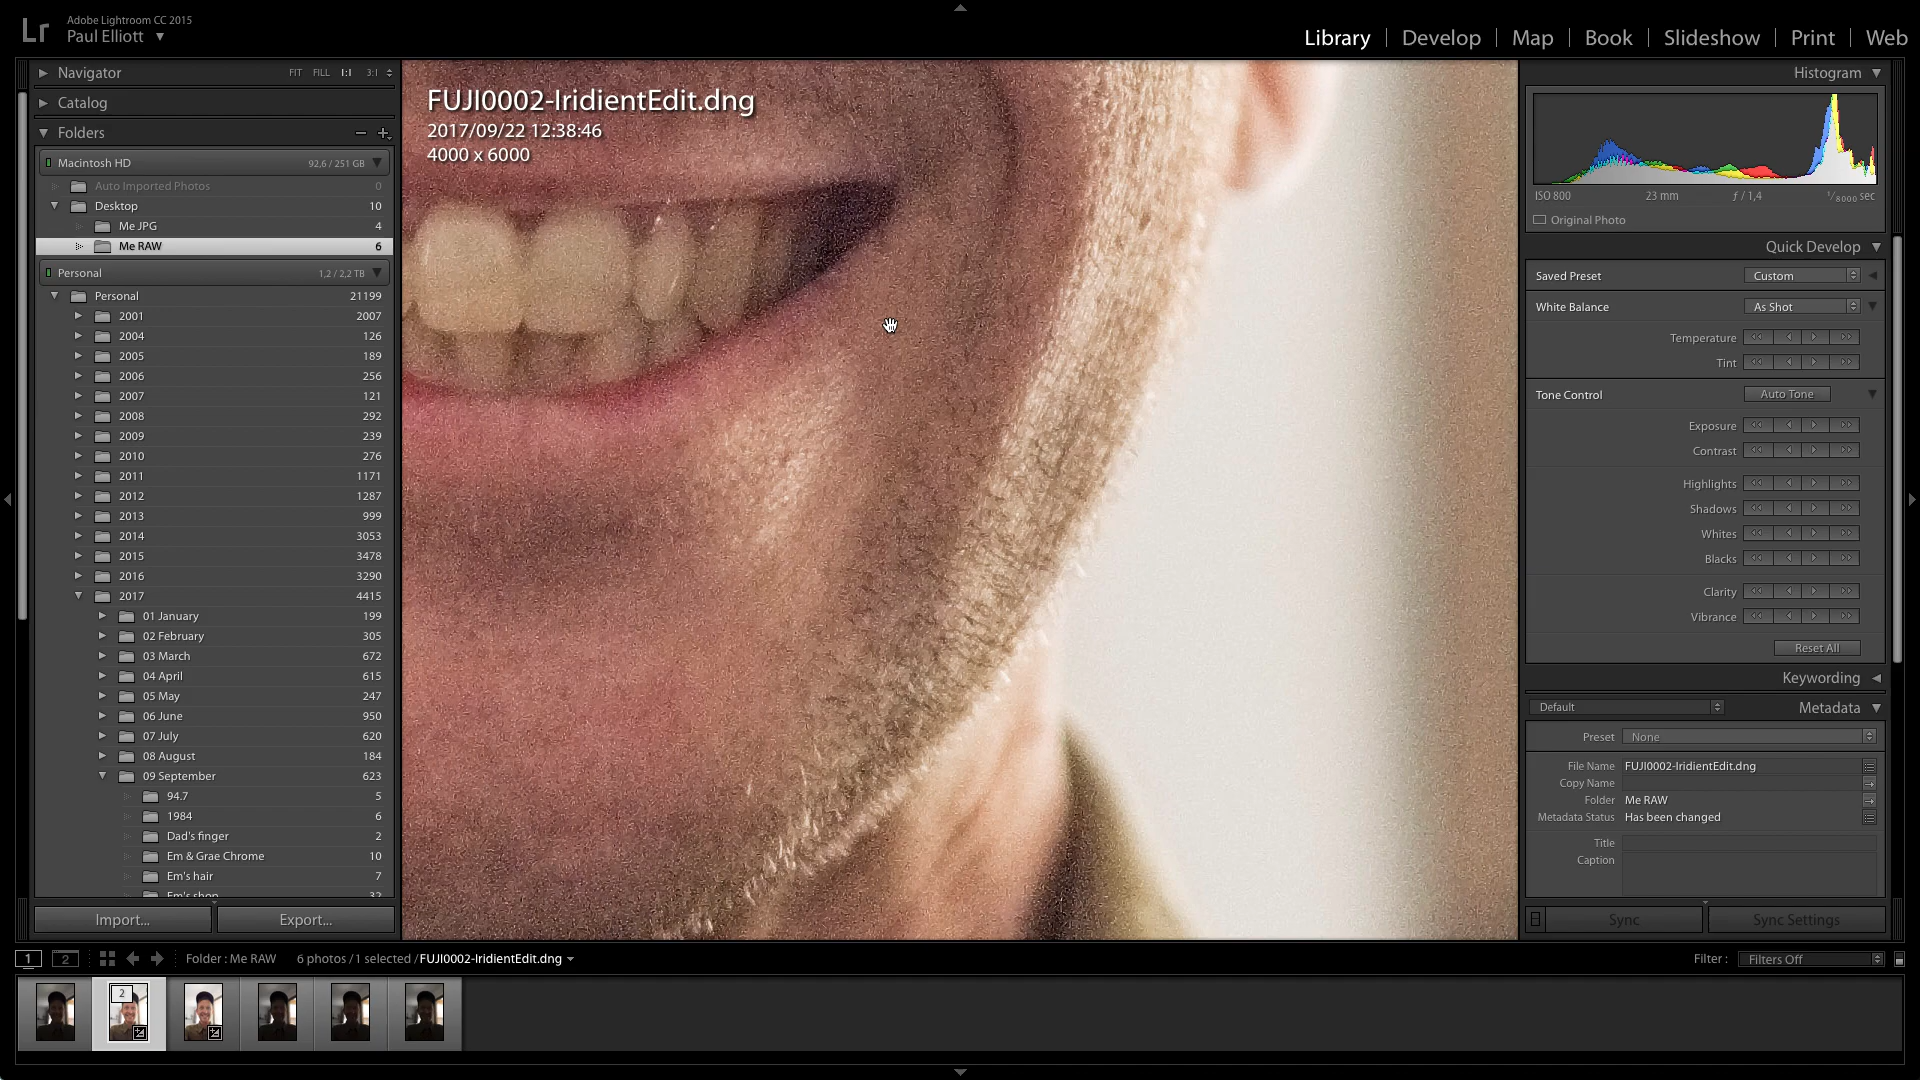 Lr
Adobe Lightroom CC 2015
Paul Elliott
Library
Develop
Map
Book
Slideshow
Print
Web
Navigator
FIT FILL 1:1 3:1
Catalog
Folders
Macintosh HD 92,6 / 251 GB
Auto Imported Photos 0
Desktop 10
Me JPG 4
Me RAW 6
Personal 1,2 / 2,2 TB
Personal 21199
2001 2007
2004 126
2005 189
2006 256
2007 121
2008 292
2009 239
2010 276
2011 1171
2012 1287
2013 999
2014 3053
2015 3478
2016 3290
2017 4415
01 January 199
02 February 305
03 March 672
04 April 615
05 May 247
06 June 950
07 July 620
08 August 184
09 September 623
94.7 5
1984 6
Dad's finger 2
Em & Grae Chrome 10
Em's hair 7
Em's shop 32
Import...
Export...
FUJI0002-IridientEdit.dng
2017/09/22 12:38:46
4000 x 6000
Histogram
ISO 800 23 mm ƒ / 1,4 1/8000 sec
Original Photo
Quick Develop
Saved Preset Custom
White Balance As Shot
Temperature
Tint
Tone Control Auto Tone
Exposure
Contrast
Highlights
Shadows
Whites
Blacks
Clarity
Vibrance
Reset All
Keywording
Default Metadata
Preset None
File Name FUJI0002-IridientEdit.dng
Copy Name
Folder Me RAW
Metadata Status Has been changed
Title
Caption
Sync
Sync Settings
1 2 Folder : Me RAW 6 photos / 1 selected / FUJI0002-IridientEdit.dng
Filter : Filters Off
2